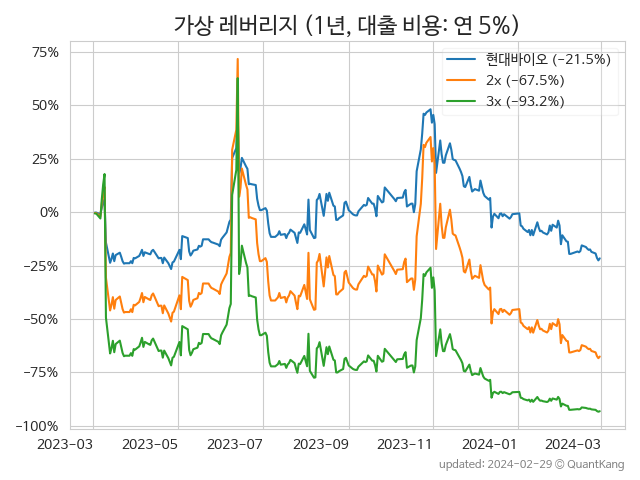 가상 레버리지 (1년, 대출 비용: 연 5%)
현대바이오 (−21.5%)
2x (−67.5%)
3x (−93.2%)
75%
50%
25%
0%
−25%
−50%
−75%
−100%
2023-03 2023-05 2023-07 2023-09 2023-11 2024-01 2024-03
updated: 2024-02-29 ⓒ QuantKang